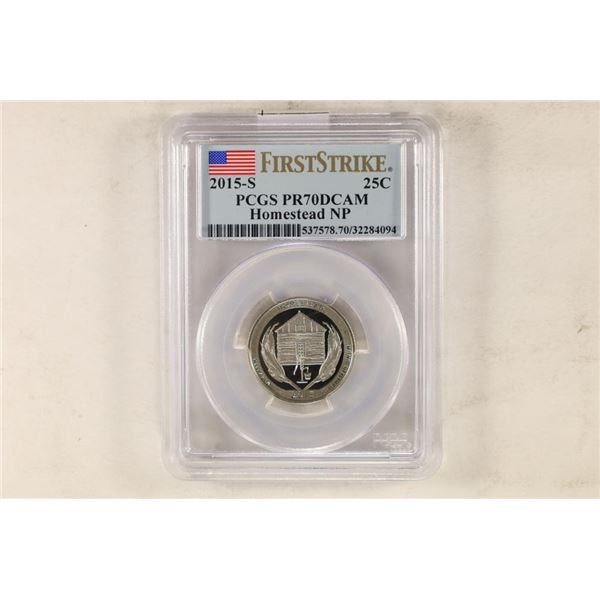 FIRSTSTRIKE®
2015-S 25C
PCGS PR70DCAM
Homestead NP
537578.70/32284094